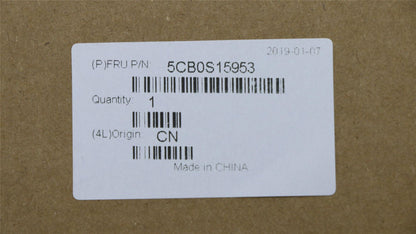 2019-01-07
(P)FRU P/N 5CB0S15953
Quantity 1
(4L)Origin CN
Made in CHINA